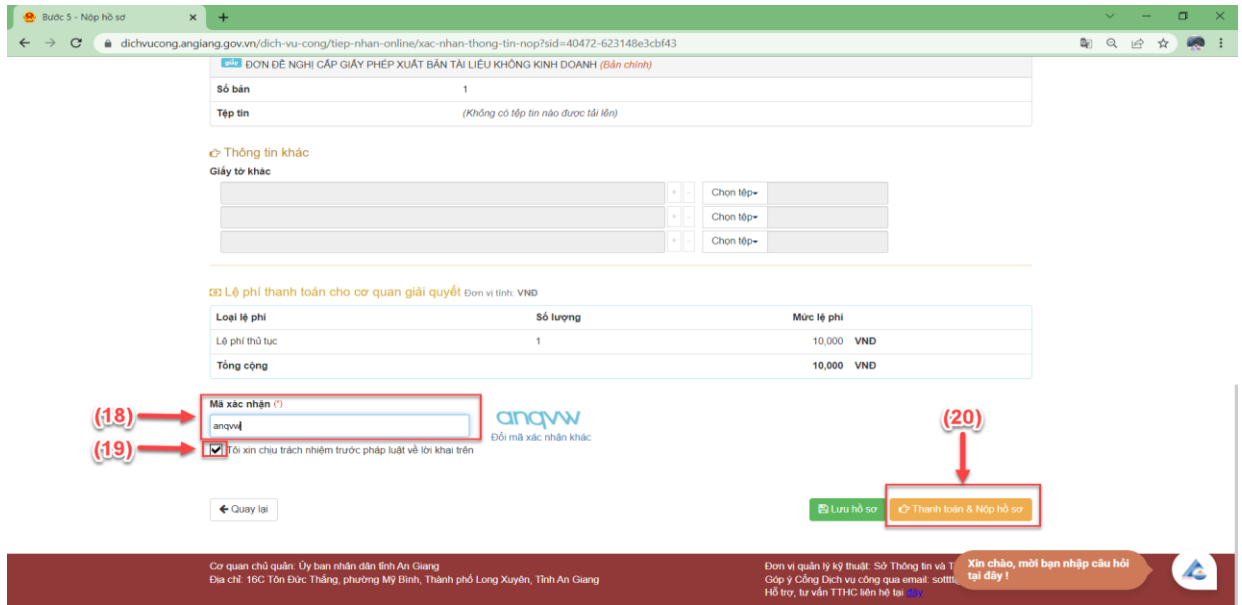 Bước 5 - Nộp hồ sơ
dichvucong.angiang.gov.vn/dich-vu-cong/tiep-nhan-online/xac-nhan-thong-tin-nop?sid=40472-623148e3cbf43
giấy ĐƠN ĐỀ NGHỊ CẤP GIẤY PHÉP XUẤT BẢN TÀI LIỆU KHÔNG KINH DOANH (Bản chính)
Số bản 1
Tệp tin (Không có tệp tin nào được tải lên)
Thông tin khác
Giấy tờ khác
+ - Chọn tệp
+ - Chọn tệp
+ - Chọn tệp
Lệ phí thanh toán cho cơ quan giải quyết Đơn vị tính: VNĐ
Loại lệ phí Số lượng Mức lệ phí
Lệ phí thủ tục 1 10,000 VNĐ
Tổng cộng 10,000 VNĐ
Mã xác nhận (*)
(18) anqvw anqvw
Đổi mã xác nhận khác
(19) Tôi xin chịu trách nhiệm trước pháp luật về lời khai trên
(20)
Quay lại Lưu hồ sơ Thanh toán & Nộp hồ sơ
Cơ quan chủ quản: Ủy ban nhân dân tỉnh An Giang
Địa chỉ: 16C Tôn Đức Thắng, phường Mỹ Bình, Thành phố Long Xuyên, Tỉnh An Giang
Đơn vị quản lý kỹ thuật: Sở Thông tin và T
Góp ý Cổng Dịch vụ công qua email: sotttt
Hỗ trợ, tư vấn TTHC liên hệ tại đây
Xin chào, mời bạn nhập câu hỏi
tại đây !